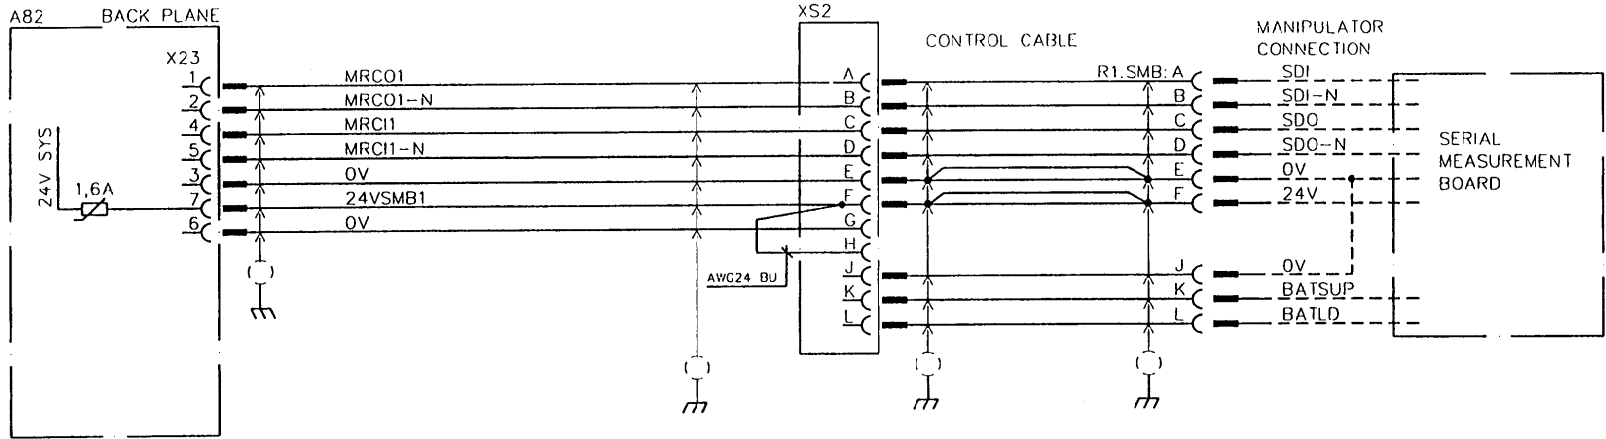 A82 BACK PLANE
X23
24V SYS
1,6A
1 MRCO1
2 MRCO1-N
4 MRCI1
5 MRCI1-N
3 0V
7 24VSMB1
6 0V
AWG24 BU
XS2
A
B
C
D
E
F
G
H
J
K
L
CONTROL CABLE
MANIPULATOR
CONNECTION
R1.SMB: A SDI
B SDI-N
C SDO
D SDO-N
E 0V
F 24V
J 0V
K BATSUP
L BATLD
SERIAL
MEASUREMENT
BOARD